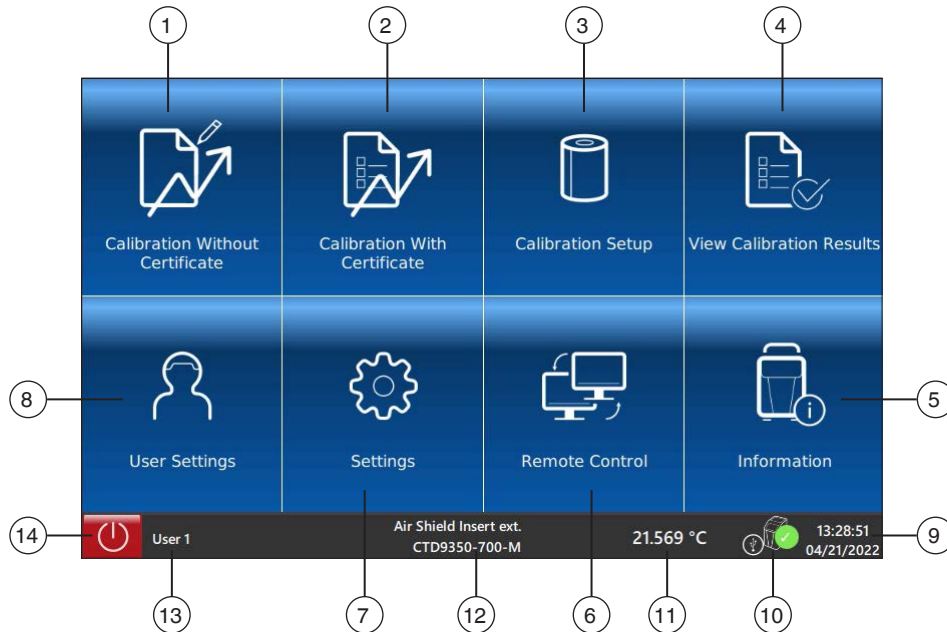 1
2
3
4
Calibration Without
Certificate
Calibration With
Certificate
Calibration Setup
View Calibration Results
8
5
User Settings
Settings
Remote Control
Information
14
User 1
Air Shield Insert ext.
CTD9350-700-M
21.569 °C
13:28:51
04/21/2022
9
13
7
12
6
11
10